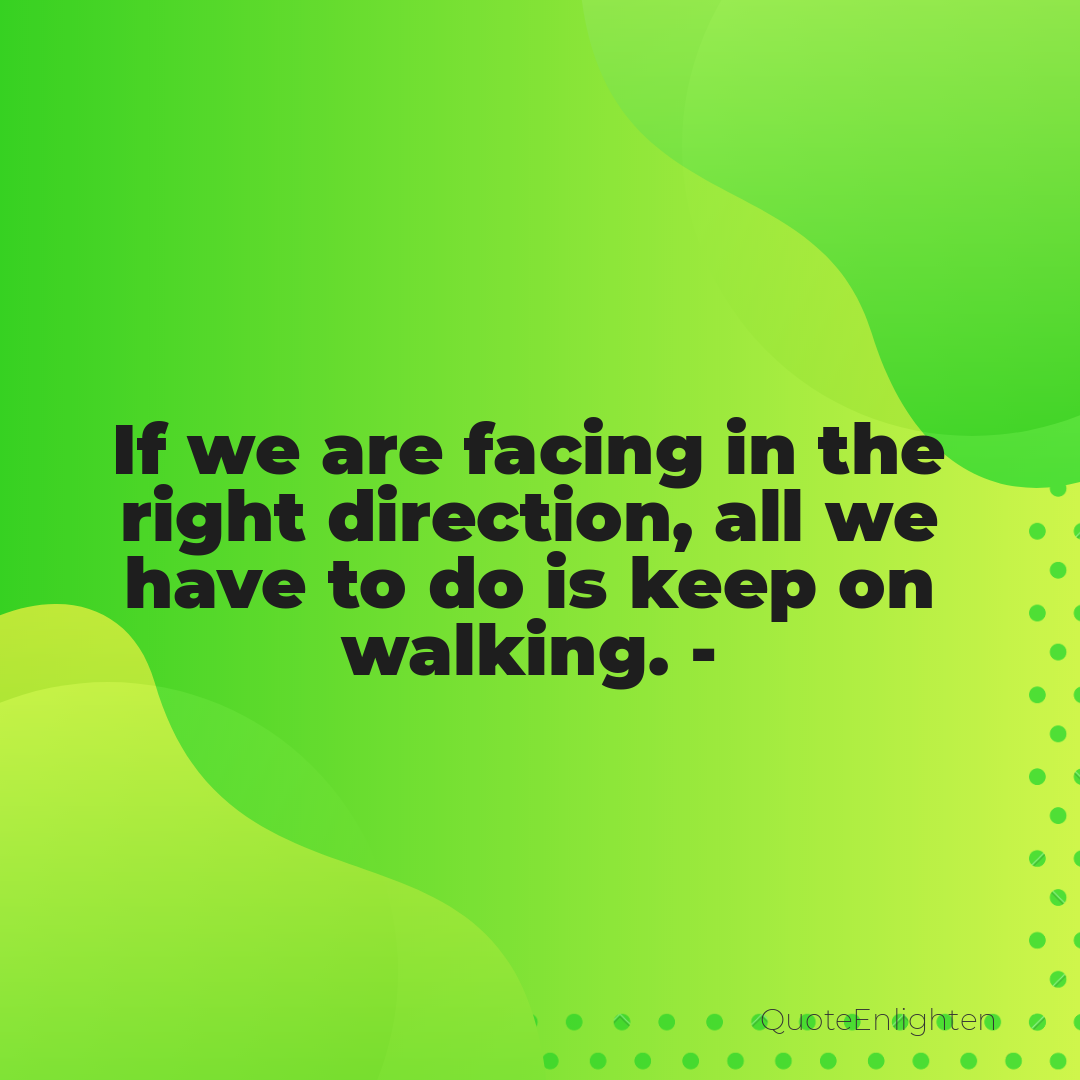 If we are facing in the
right direction, all we
have to do is keep on
walking. -
QuoteEnlighten